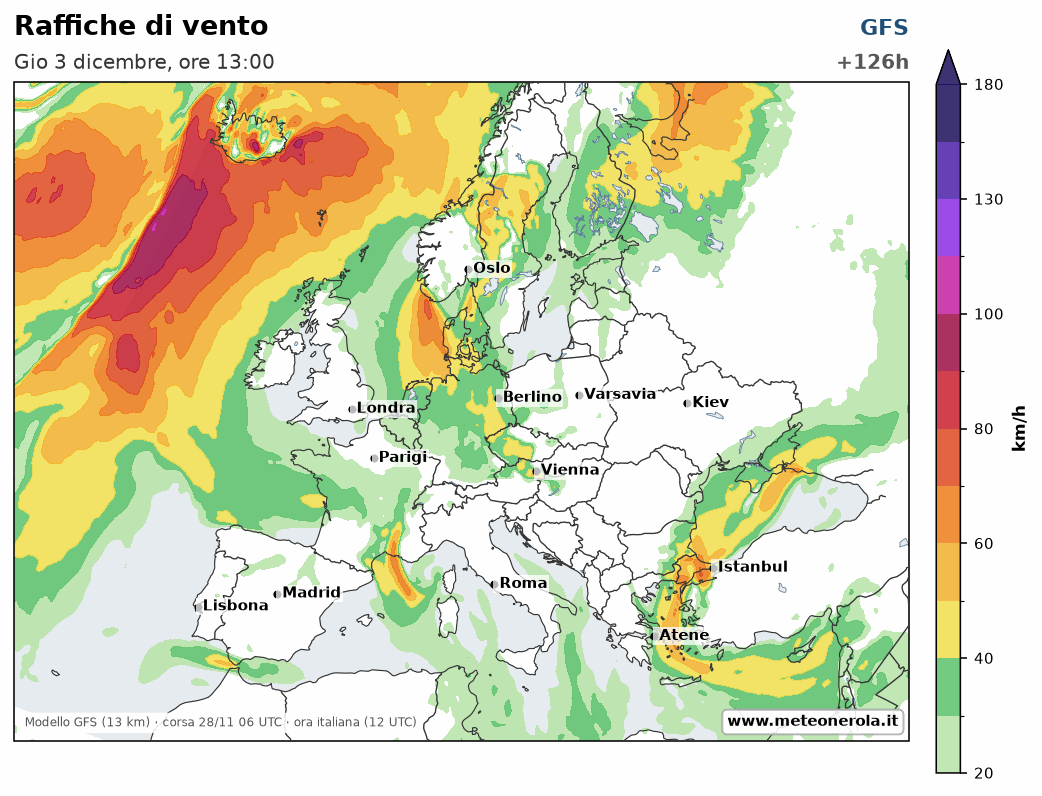 Raffiche di vento
GFS
Gio 3 dicembre, ore 13:00
+126h
180
130
100
80
60
40
20
km/h
Oslo
Berlino
Varsavia
Kiev
Londra
Parigi
Vienna
Istanbul
Roma
Madrid
Lisbona
Atene
Modello GFS (13 km) · corsa 28/11 06 UTC · ora italiana (12 UTC)
www.meteonerola.it